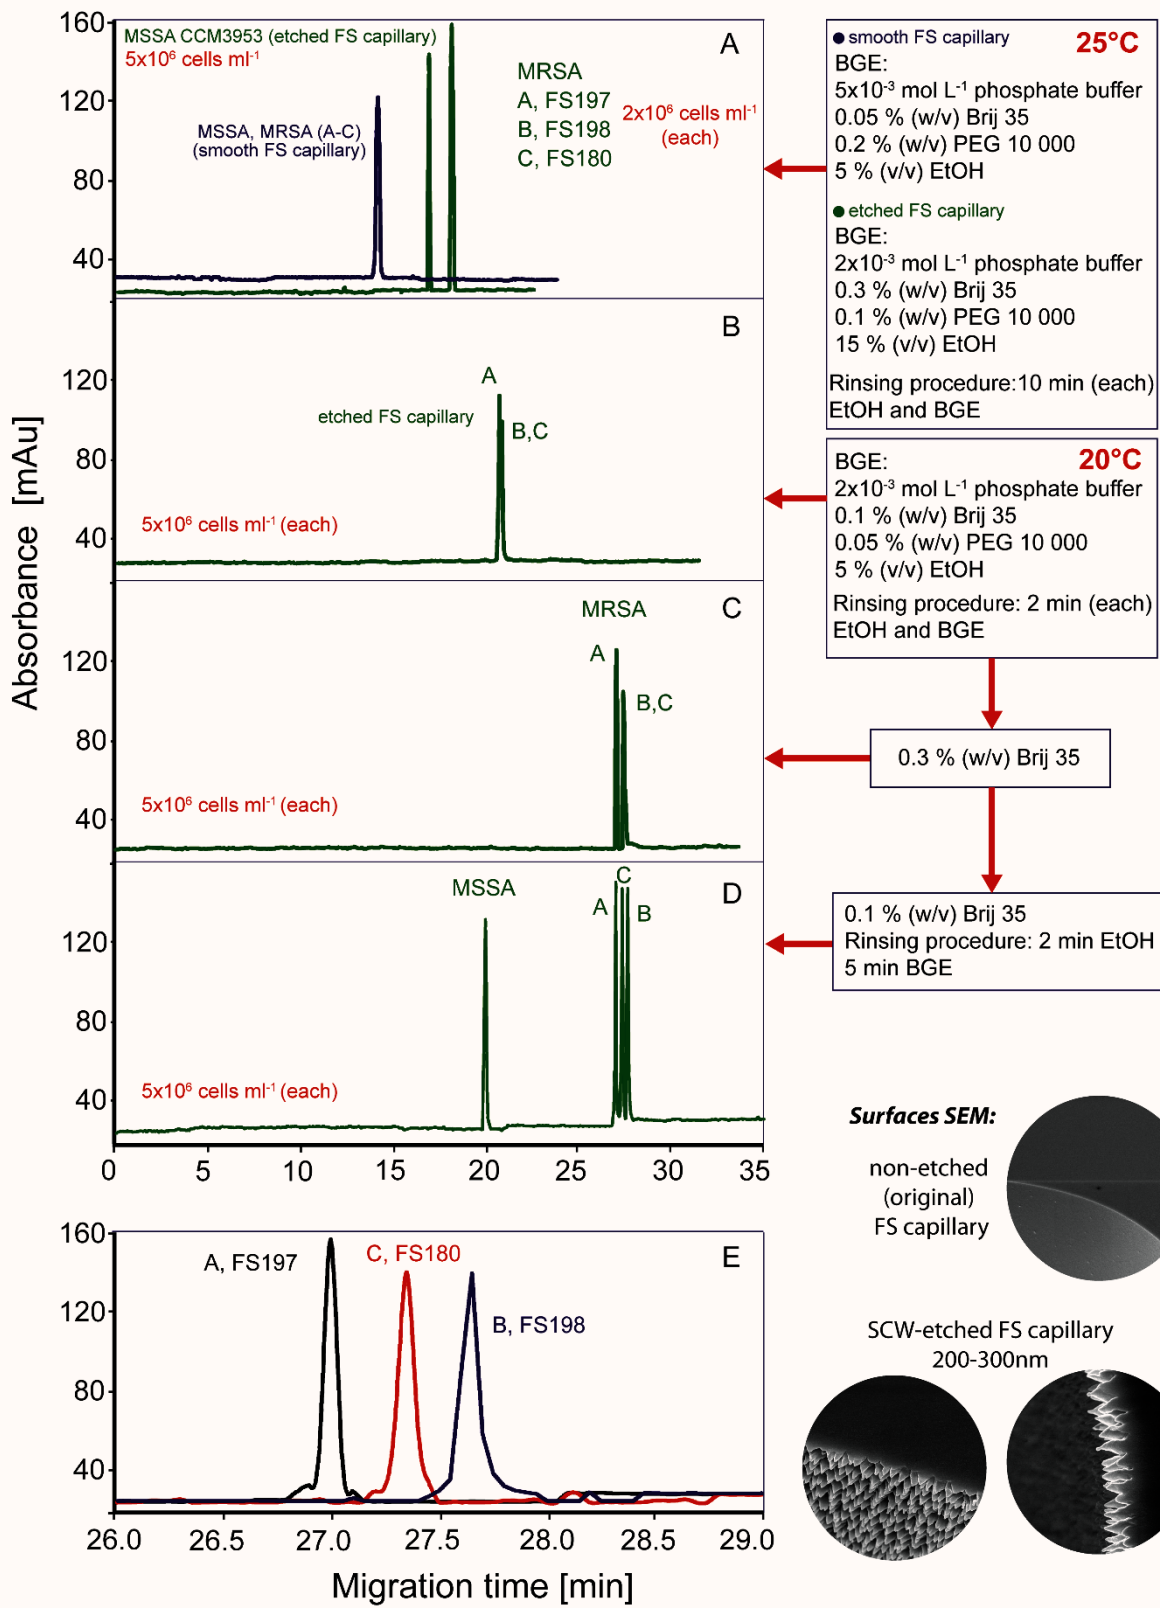 Absorbance [mAu]
160
120
80
40
A
MSSA CCM3953 (etched FS capillary)
5x10⁶ cells ml⁻¹
MSSA, MRSA (A-C)
(smooth FS capillary)
MRSA
A, FS197
B, FS198
C, FS180
2x10⁶ cells ml⁻¹
(each)
● smooth FS capillary
25°C
BGE:
5x10⁻³ mol L⁻¹ phosphate buffer
0.05 % (w/v) Brij 35
0.2 % (w/v) PEG 10 000
5 % (v/v) EtOH
● etched FS capillary
BGE:
2x10⁻³ mol L⁻¹ phosphate buffer
0.3 % (w/v) Brij 35
0.1 % (w/v) PEG 10 000
15 % (v/v) EtOH
Rinsing procedure:10 min (each)
EtOH and BGE
B
120
80
40
A
B,C
etched FS capillary
5x10⁶ cells ml⁻¹ (each)
20°C
BGE:
2x10⁻³ mol L⁻¹ phosphate buffer
0.1 % (w/v) Brij 35
0.05 % (w/v) PEG 10 000
5 % (v/v) EtOH
Rinsing procedure: 2 min (each)
EtOH and BGE
C
120
80
40
MRSA
A
B,C
5x10⁶ cells ml⁻¹ (each)
0.3 % (w/v) Brij 35
D
120
80
40
MSSA
A
C
B
5x10⁶ cells ml⁻¹ (each)
0.1 % (w/v) Brij 35
Rinsing procedure: 2 min EtOH
5 min BGE
0 5 10 15 20 25 30 35
E
160
120
80
40
A, FS197
C, FS180
B, FS198
26.0 27.0 27.5 28.0 28.5 29.0
Migration time [min]
Surfaces SEM:
non-etched
(original)
FS capillary
SCW-etched FS capillary
200-300nm